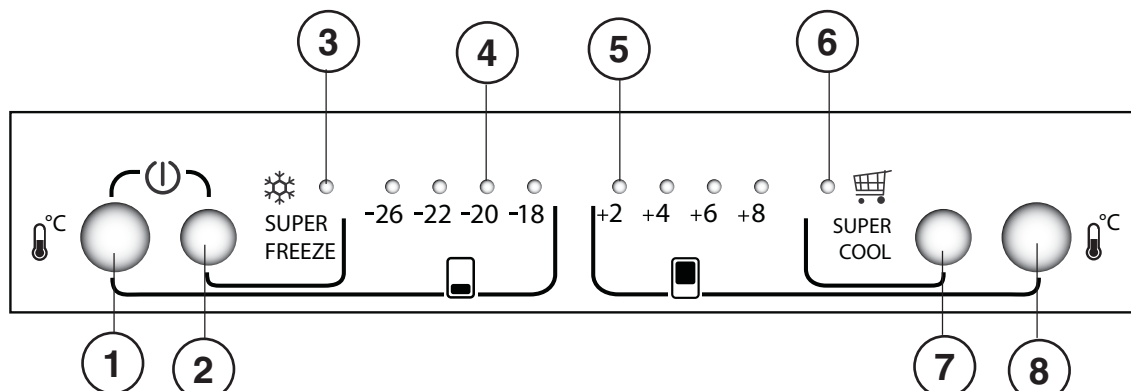 3 4 5 6
°C
SUPER
FREEZE
-26 -22 -20 -18
+2 +4 +6 +8
SUPER
COOL
°C
1 2 7 8